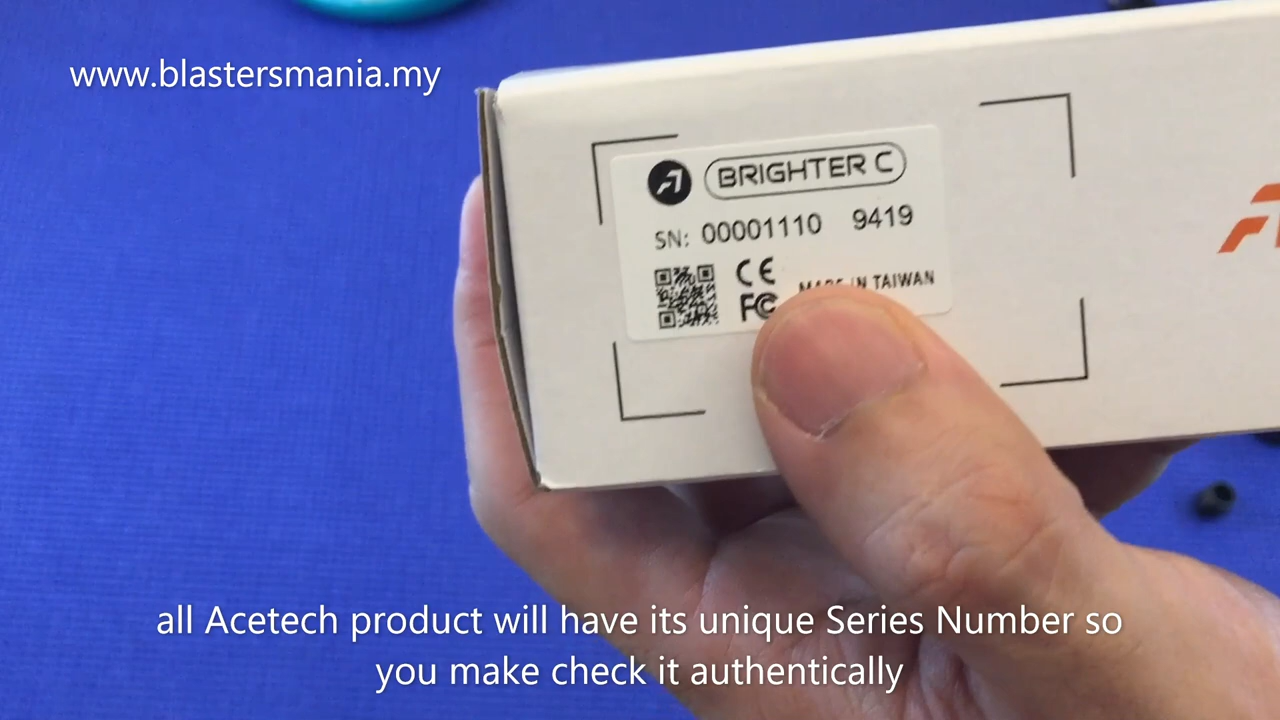 www.blastersmania.my
BRIGHTER C
SN: 00001110 9419
CE
FC
MADE IN TAIWAN
all Acetech product will have its unique Series Number so
you make check it authentically